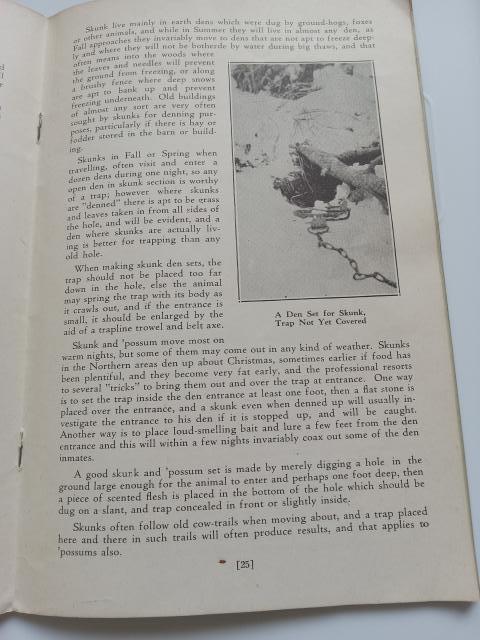 Skunk live mainly in earth dens which were dug by ground-hogs, foxes
or other animals, and while in Summer they will live in almost any den, as
Fall approaches they invariably move to dens that are not apt to freeze deep-
ly and where they will not be botherde by water during big thaws, and that
often means into the woods where
the leaves and needles will prevent
the ground from freezing, or along
a brushy fence where deep snows
are apt to bank up and prevent
freezing underneath. Old buildings
of almost any sort are very often
sought by skunks for denning pur-
poses, particularly if there is hay or
fodder stored in the barn or build-
ing.
Skunks in Fall or Spring when
travelling, often visit and enter a
dozen dens during one night, so any
open den in skunk section is worthy
of a trap; however where skunks
are "denned" there is apt to be grass
and leaves taken in from all sides of
the hole, and will be evident, and a
den where skunks are actually liv-
ing is better for trapping than any
old hole.
When making skunk den sets, the
trap should not be placed too far
down in the hole, else the animal
may spring the trap with its body as
it crawls out, and if the entrance is
small, it should be enlarged by the
aid of a trapline trowel and belt axe.
A Den Set for Skunk,
Trap Not Yet Covered
Skunk and 'possum move most on
warm nights, but some of them may come out in any kind of weather. Skunks
in the Northern areas den up about Christmas, sometimes earlier if food has
been plentiful, and they become very fat early, and the professional resorts
to several "tricks" to bring them out and over the trap at entrance. One way
is to set the trap inside the den entrance at least one foot, then a flat stone is
placed over the entrance, and a skunk even when denned up will usually in-
vestigate the entrance to his den if it is stopped up, and will be caught.
Another way is to place loud-smelling bait and lure a few feet from the den
entrance and this will within a few nights invariably coax out some of the den
inmates.
A good skunk and 'possum set is made by merely digging a hole in the
ground large enough for the animal to enter and perhaps one foot deep, then
a piece of scented flesh is placed in the bottom of the hole which should be
dug on a slant, and trap concealed in front or slightly inside.
Skunks often follow old cow-trails when moving about, and a trap placed
here and there in such trails will often produce results, and that applies to
'possums also.
[25]